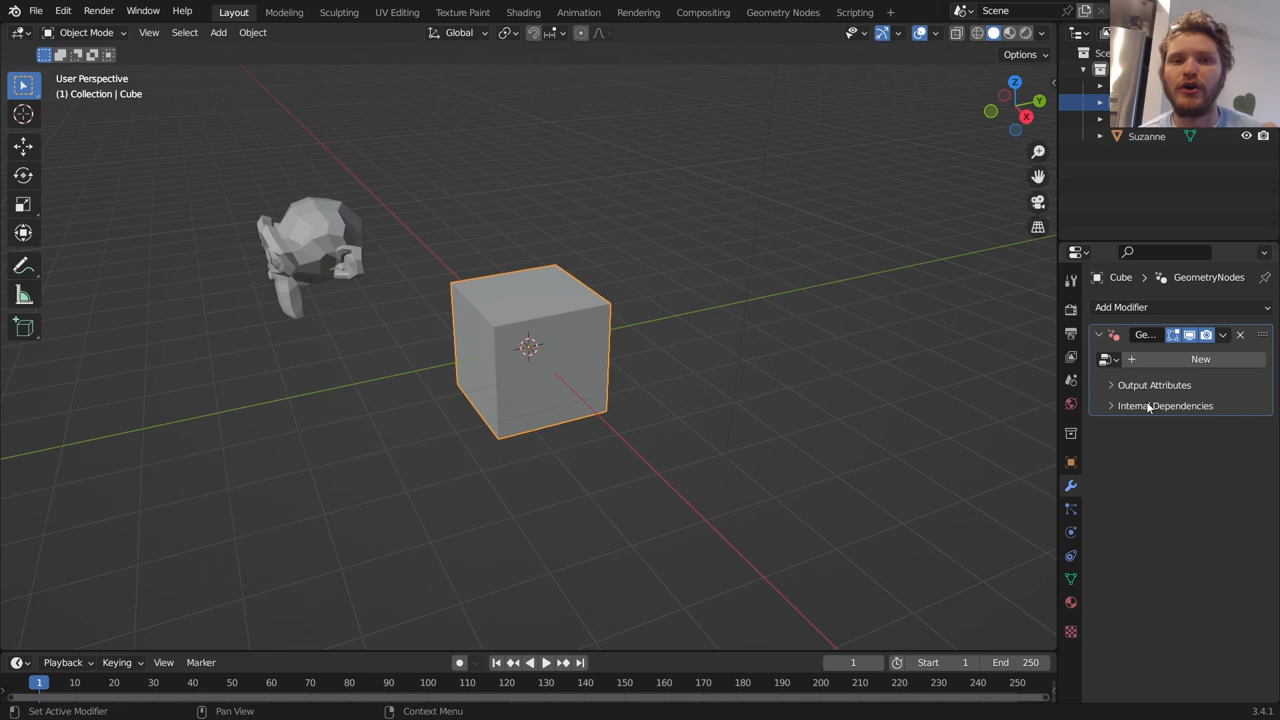 File Edit Render Window Help Layout Modeling Sculpting UV Editing Texture Paint Shading Animation Rendering Compositing Geometry Nodes Scripting Scene
Object Mode View Select Add Object Global
Options
User Perspective
(1) Collection | Cube
Z
Y
X
Sce
Suzanne
Cube > GeometryNodes
Add Modifier
Ge...
New
Output Attributes
Internal Dependencies
Playback Keying View Marker 1 Start 1 End 250
1 10 20 30 40 50 60 70 80 90 100 110 120 130 140 150 160 170 180 190 200 210 220 230 240 250
Set Active Modifier Pan View Context Menu 3.4.1